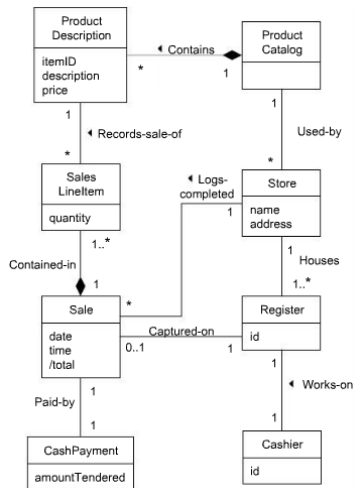 Product
Description
itemID
description
price
Contains
*
1
Product
Catalog
1
Records-sale-of
*
1
Used-by
*
Sales
LineItem
quantity
Logs-
completed
1
Store
name
address
1..*
Contained-in
1
1
Houses
1..*
Sale
date
time
/total
*
Captured-on
0..1
1
Register
id
1
Paid-by
1
1
Works-on
1
CashPayment
amountTendered
Cashier
id